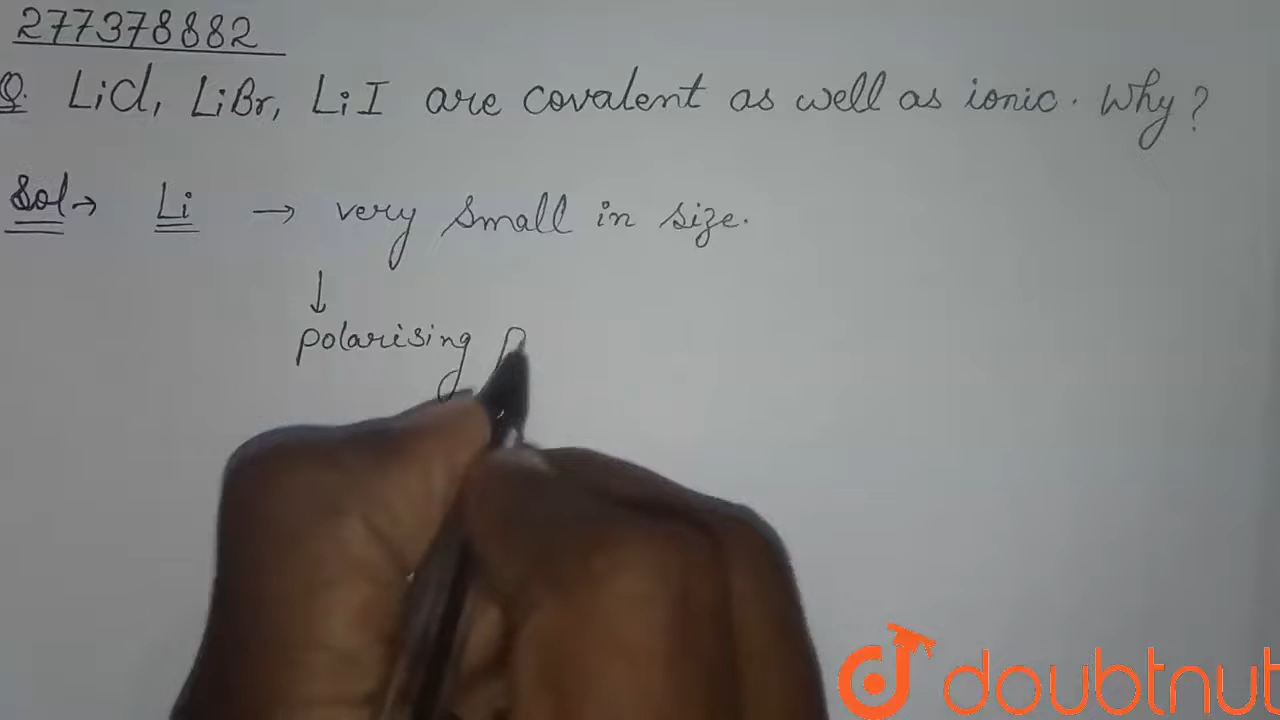 277378882
Q. LiCl, LiBr, LiI are covalent as well as ionic. Why?
Sol → Li → very small in size.
↓
polarising p
doubtnut